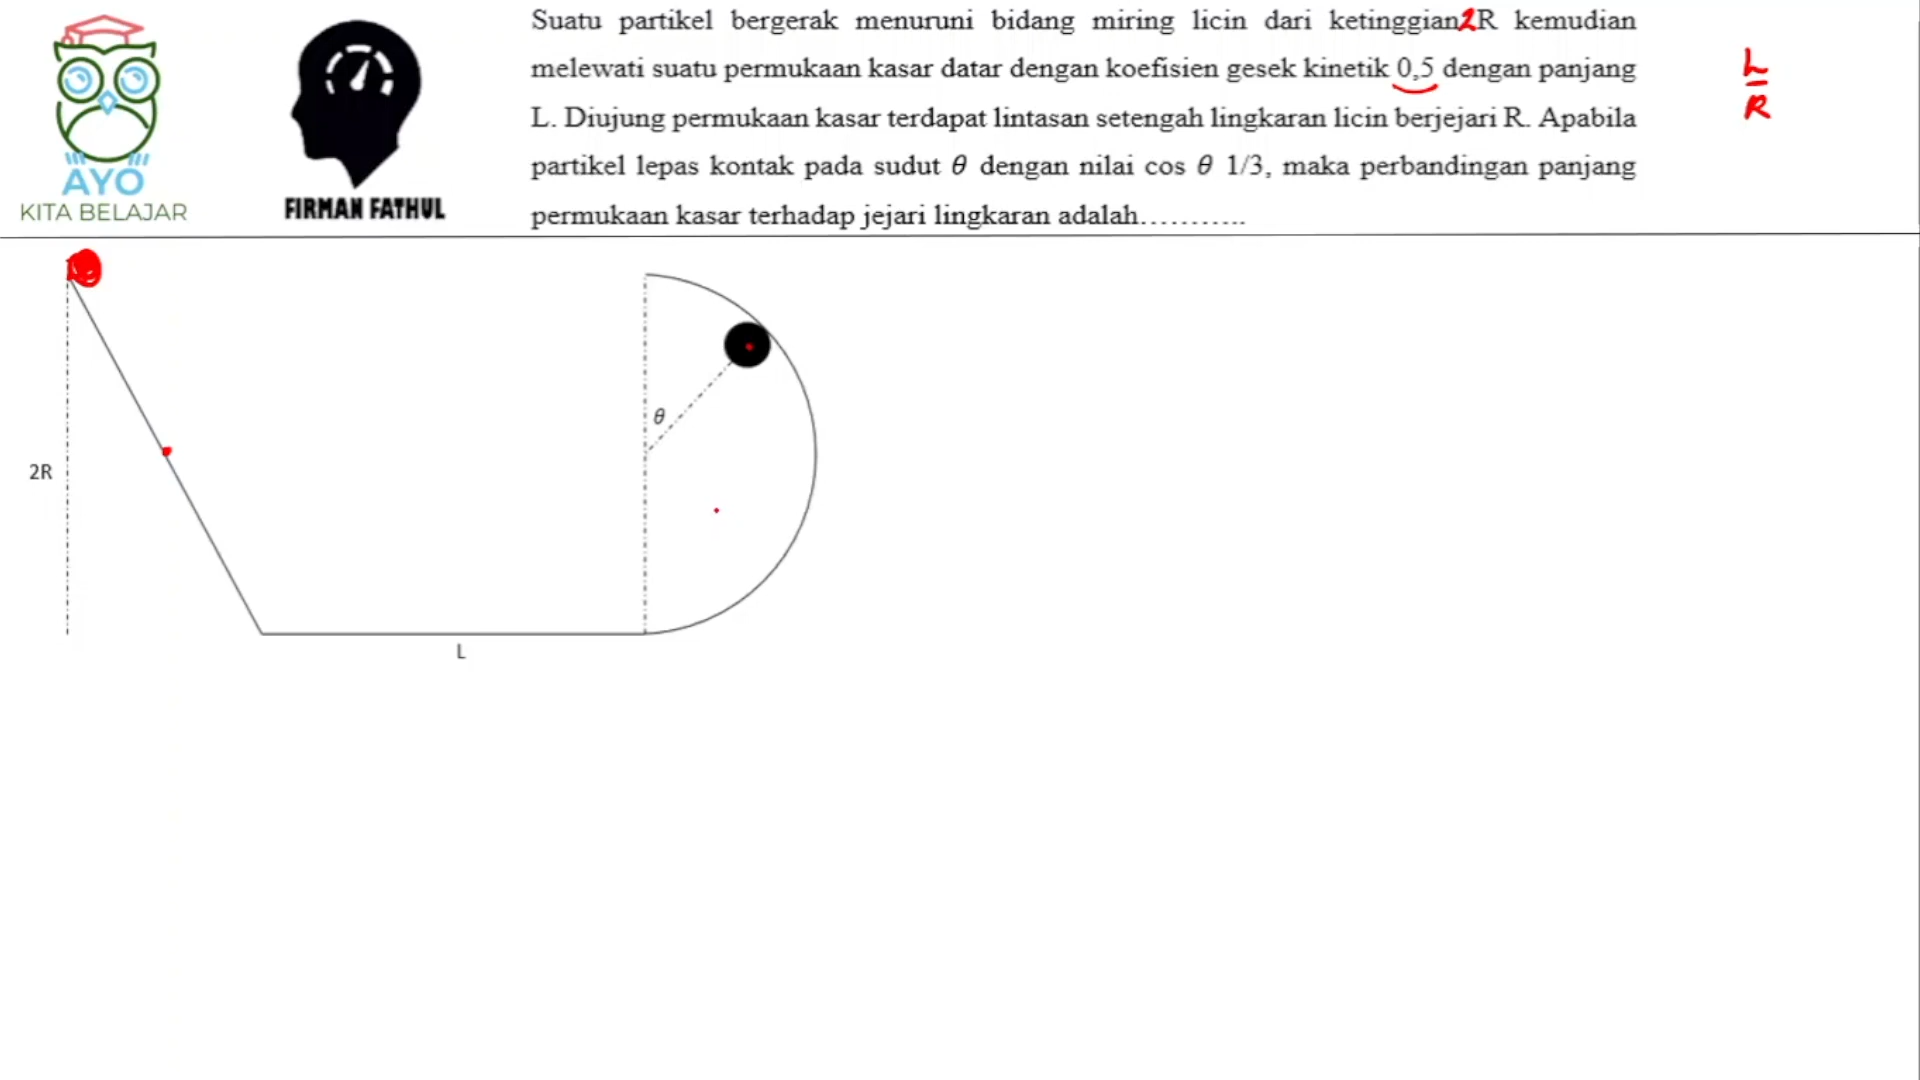 AYO
KITA BELAJAR
FIRMAN FATHUL
Suatu partikel bergerak menuruni bidang miring licin dari ketinggian 2R kemudian
melewati suatu permukaan kasar datar dengan koefisien gesek kinetik 0,5 dengan panjang
L. Diujung permukaan kasar terdapat lintasan setengah lingkaran licin berjejari R. Apabila
partikel lepas kontak pada sudut θ dengan nilai cos θ 1/3, maka perbandingan panjang
permukaan kasar terhadap jejari lingkaran adalah...........
L
R
θ
2R
L